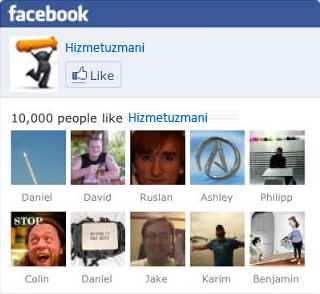 facebook
Hizmetuzmani
Like
10,000 people like Hizmetuzmani
Daniel David Ruslan Ashley Philipp
STOP
Colin Daniel Jake Karim Benjamin